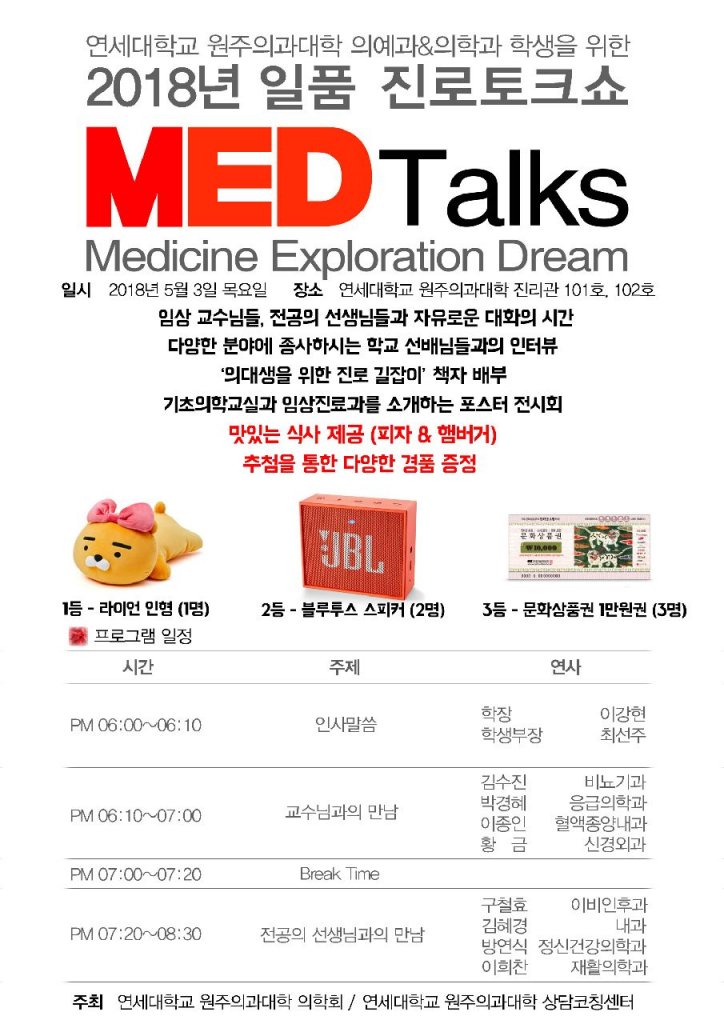 연세대학교 원주의과대학 의예과&의학과 학생을 위한
2018년 일품 진로토크쇼
MED Talks
Medicine Exploration Dream
일시 2018년 5월 3일 목요일 장소 연세대학교 원주의과대학 진리관 101호, 102호
임상 교수님들, 전공의 선생님들과 자유로운 대화의 시간
다양한 분야에 종사하시는 학교 선배님들과의 인터뷰
‘의대생을 위한 진로 길잡이’ 책자 배부
기초의학교실과 임상진료과를 소개하는 포스터 전시회
맛있는 식사 제공 (피자 & 햄버거)
추첨을 통한 다양한 경품 증정
JBL
문화상품권
₩10,000
1등 - 라이언 인형 (1명) 2등 - 블루투스 스피커 (2명) 3등 - 문화상품권 1만원권 (3명)
프로그램 일정
시간 주제 연사
PM 06:00~06:10 인사말씀 학장 이강현
학생부장 최선주
PM 06:10~07:00 교수님과의 만남 김수진 비뇨기과
박경혜 응급의학과
이종인 혈액종양내과
황 금 신경외과
PM 07:00~07:20 Break Time
PM 07:20~08:30 전공의 선생님과의 만남 구철효 이비인후과
김혜경 내과
방연식 정신건강의학과
이희찬 재활의학과
주최 연세대학교 원주의과대학 의학회 / 연세대학교 원주의과대학 상담코칭센터